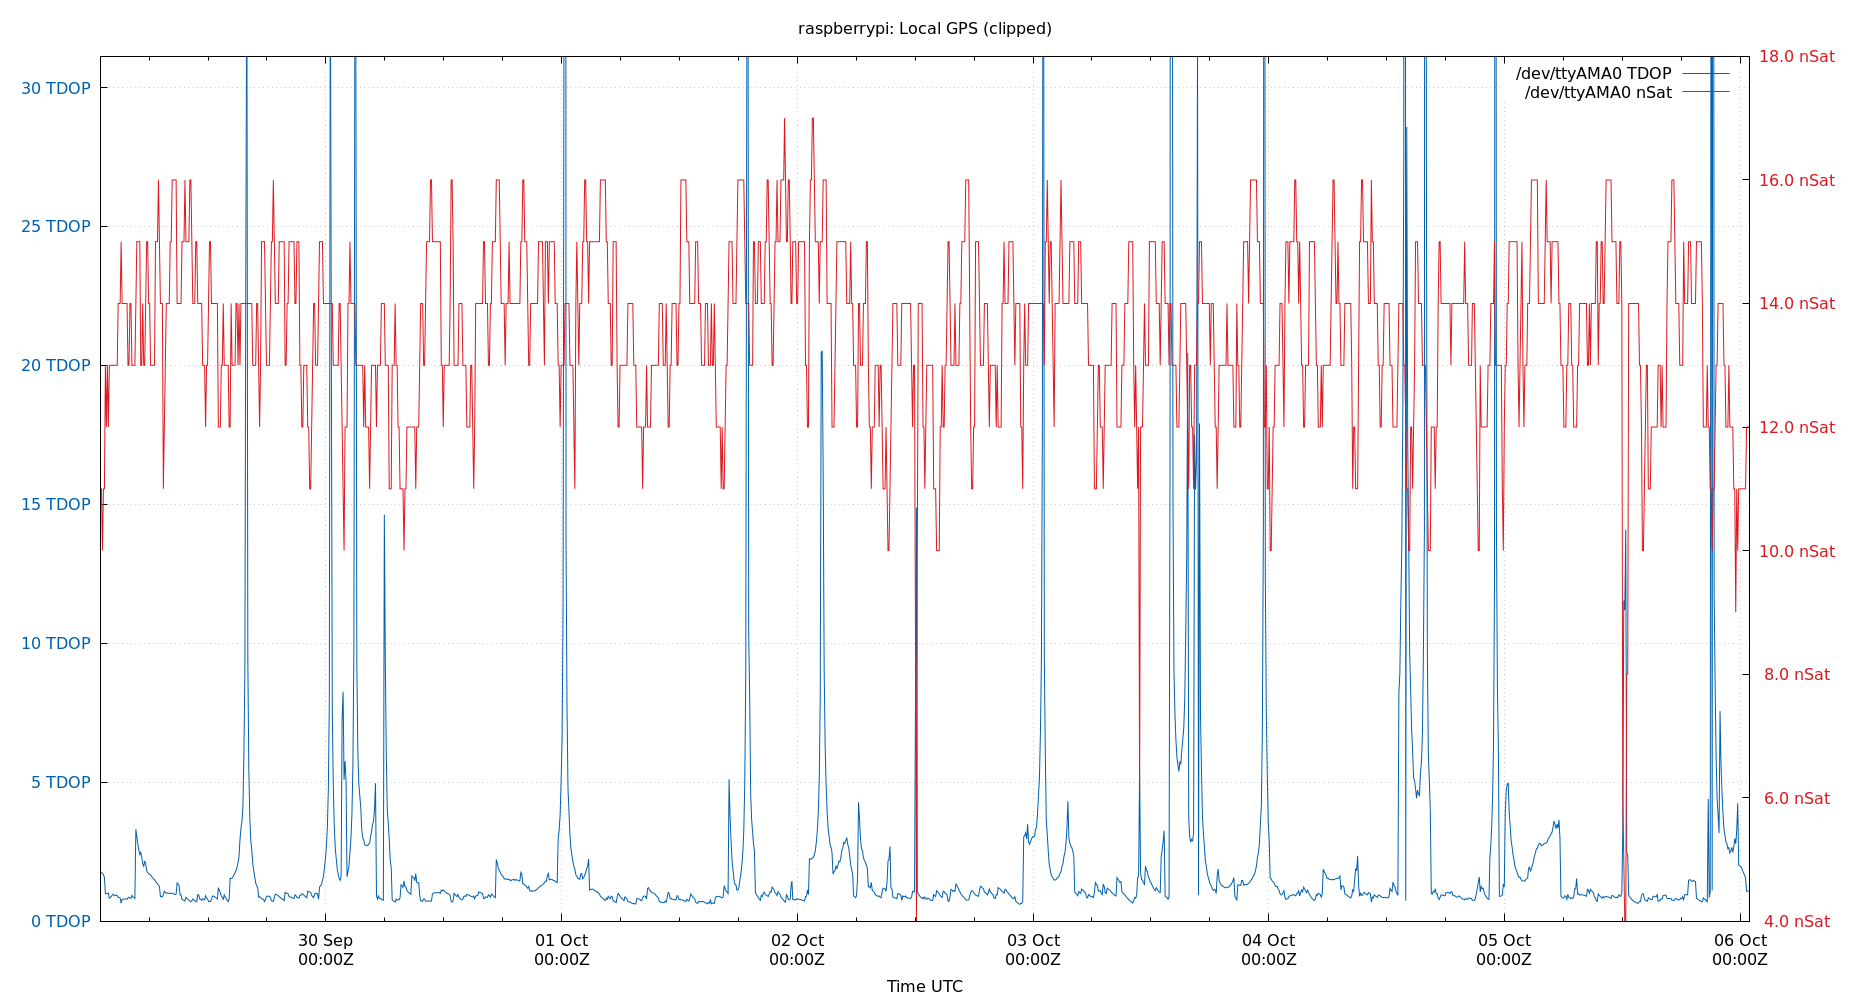 raspberrypi: Local GPS (clipped)
/dev/ttyAMA0 TDOP
/dev/ttyAMA0 nSat
30 TDOP
25 TDOP
20 TDOP
15 TDOP
10 TDOP
5 TDOP
0 TDOP
18.0 nSat
16.0 nSat
14.0 nSat
12.0 nSat
10.0 nSat
8.0 nSat
6.0 nSat
4.0 nSat
30 Sep
00:00Z
01 Oct
00:00Z
02 Oct
00:00Z
03 Oct
00:00Z
04 Oct
00:00Z
05 Oct
00:00Z
06 Oct
00:00Z
Time UTC